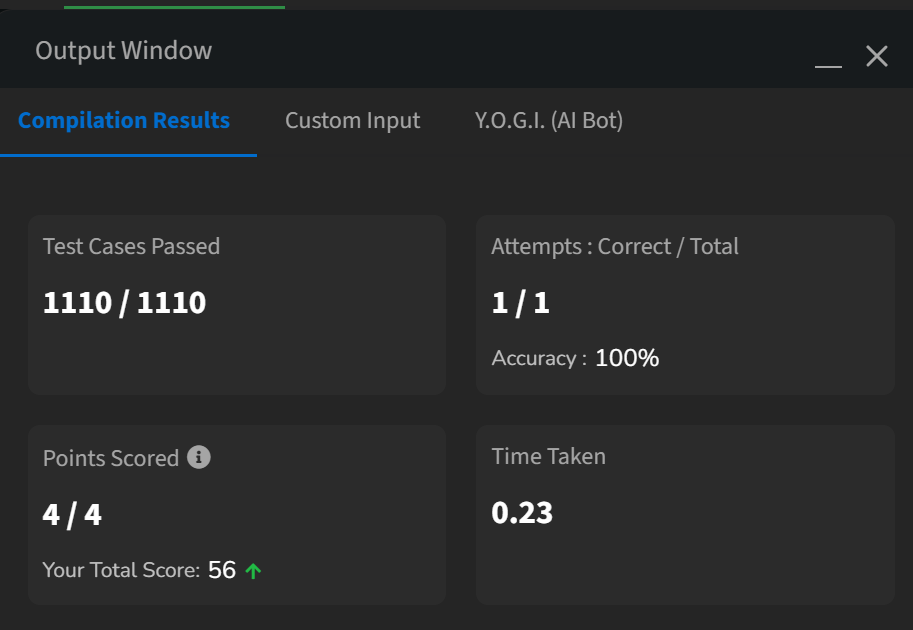 Output Window
Compilation Results
Custom Input
Y.O.G.I. (AI Bot)
Test Cases Passed
1110 / 1110
Attempts : Correct / Total
1 / 1
Accuracy : 100%
Points Scored
4 / 4
Your Total Score: 56
Time Taken
0.23